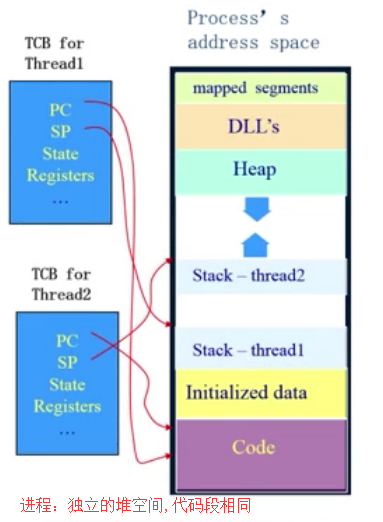 Process’s
address space
TCB for
Thread1
PC
SP
State
Registers
...
TCB for
Thread2
PC
SP
State
Registers
...
mapped segments
DLL's
Heap
Stack – thread2
Stack – thread1
Initialized data
Code
进程：独立的堆空间,代码段相同